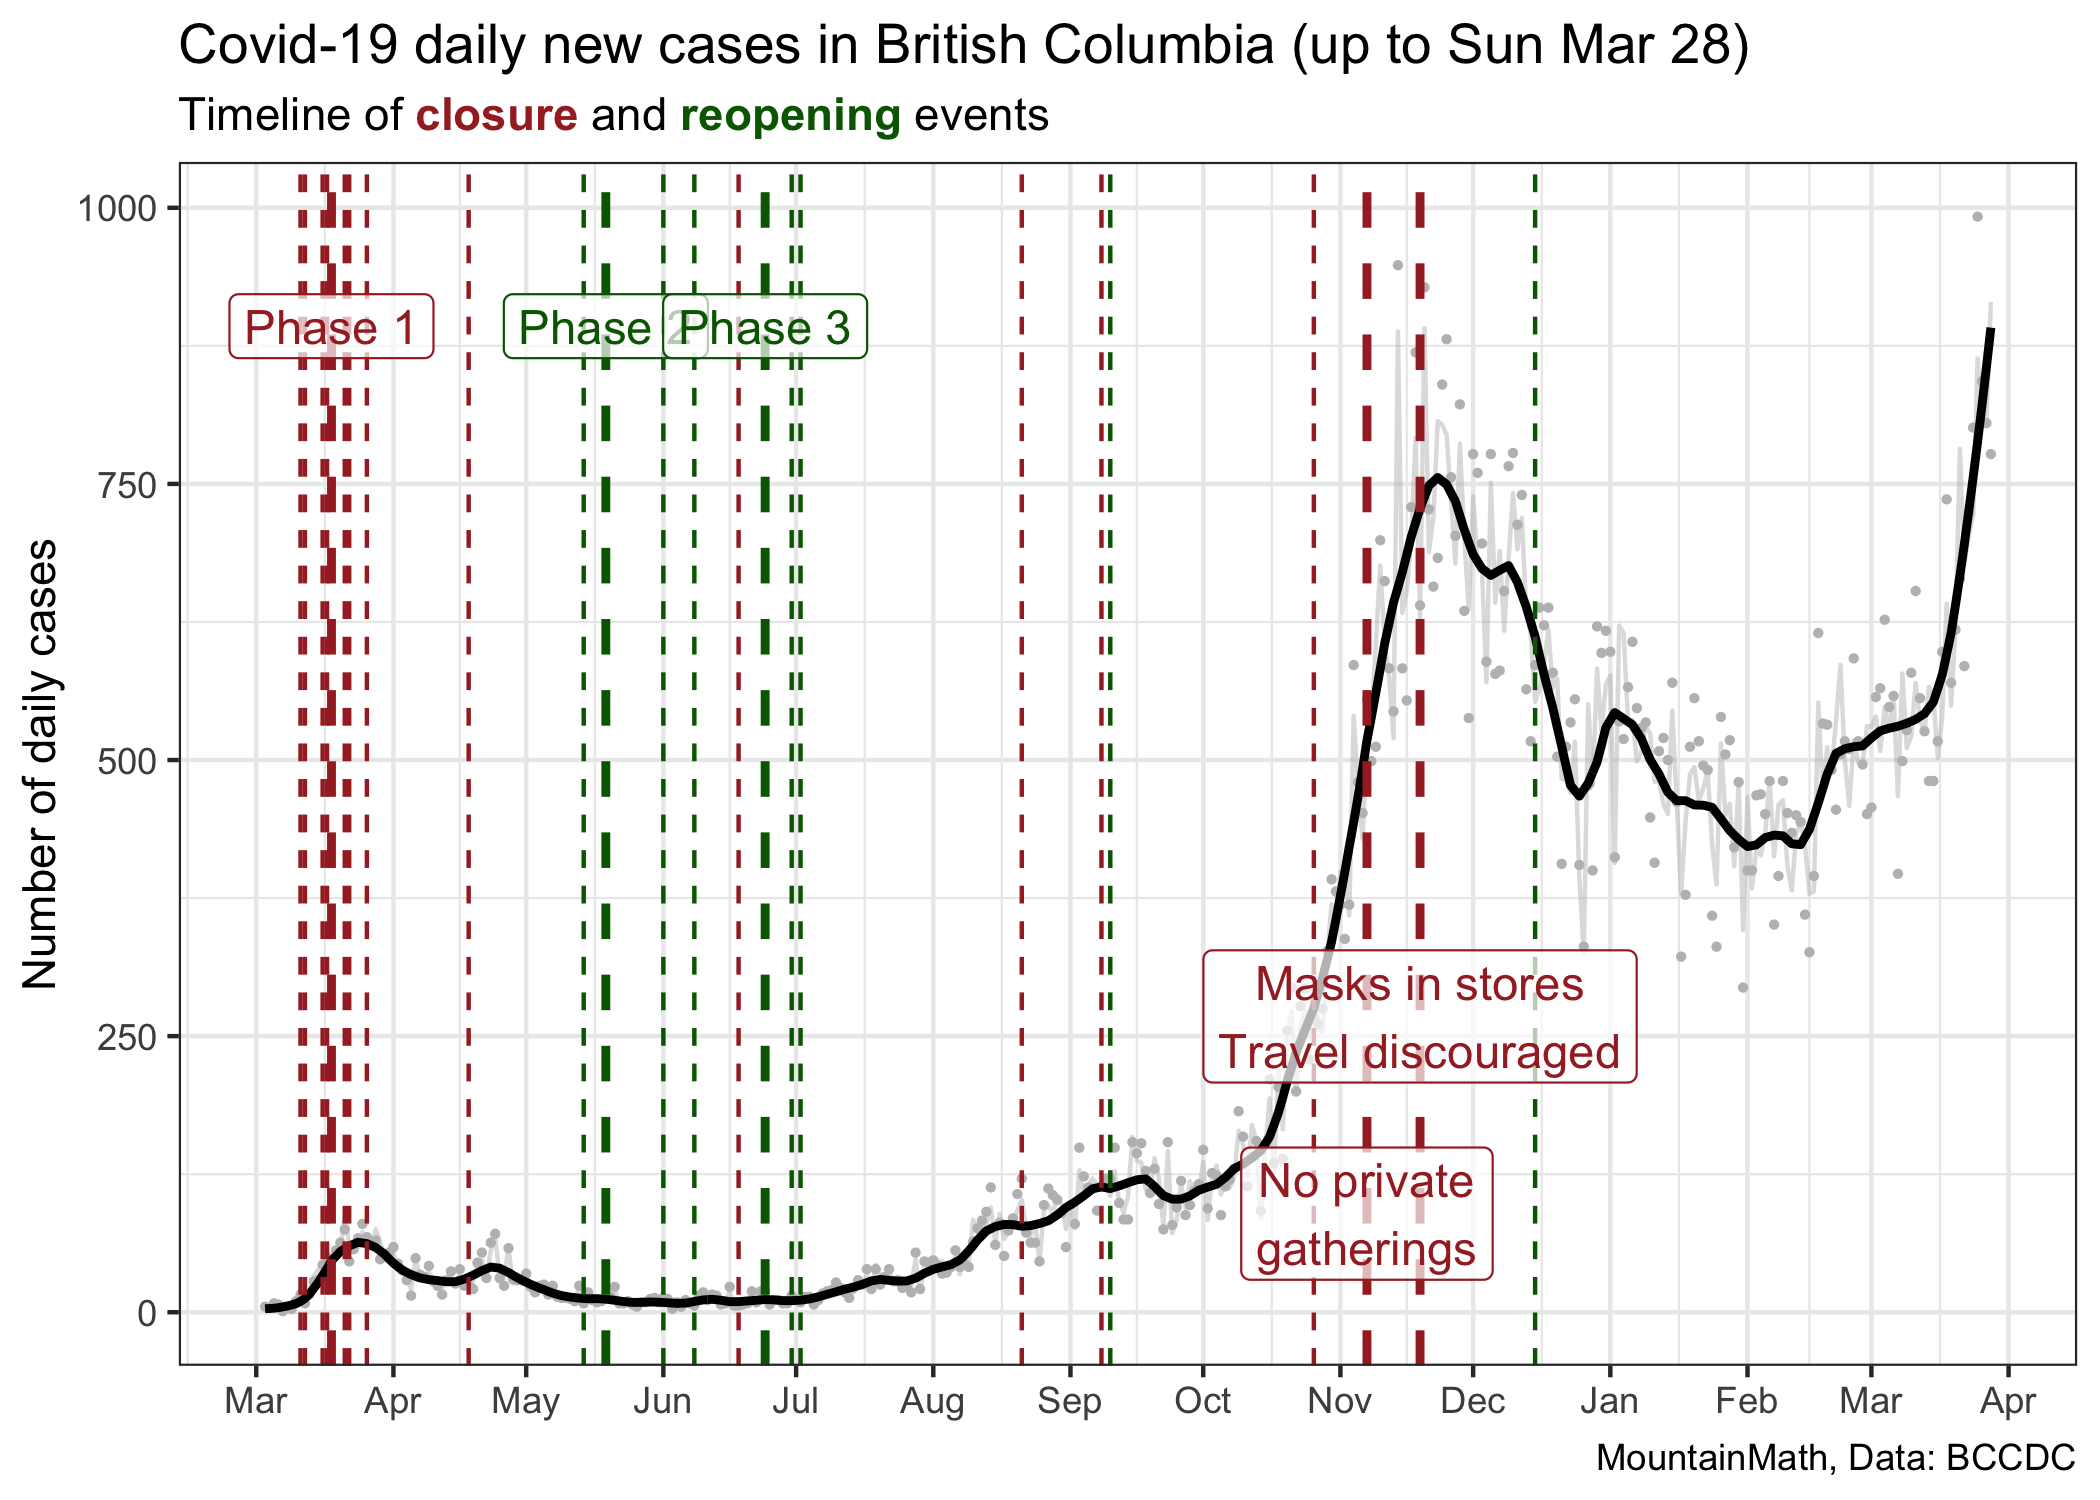 Covid-19 daily new cases in British Columbia (up to Sun Mar 28)
Timeline of closure and reopening events
Number of daily cases
1000
750
500
250
0
Phase 1
Phase 2
Phase 3
Masks in stores
Travel discouraged
No private
gatherings
Mar Apr May Jun Jul Aug Sep Oct Nov Dec Jan Feb Mar Apr
MountainMath, Data: BCCDC